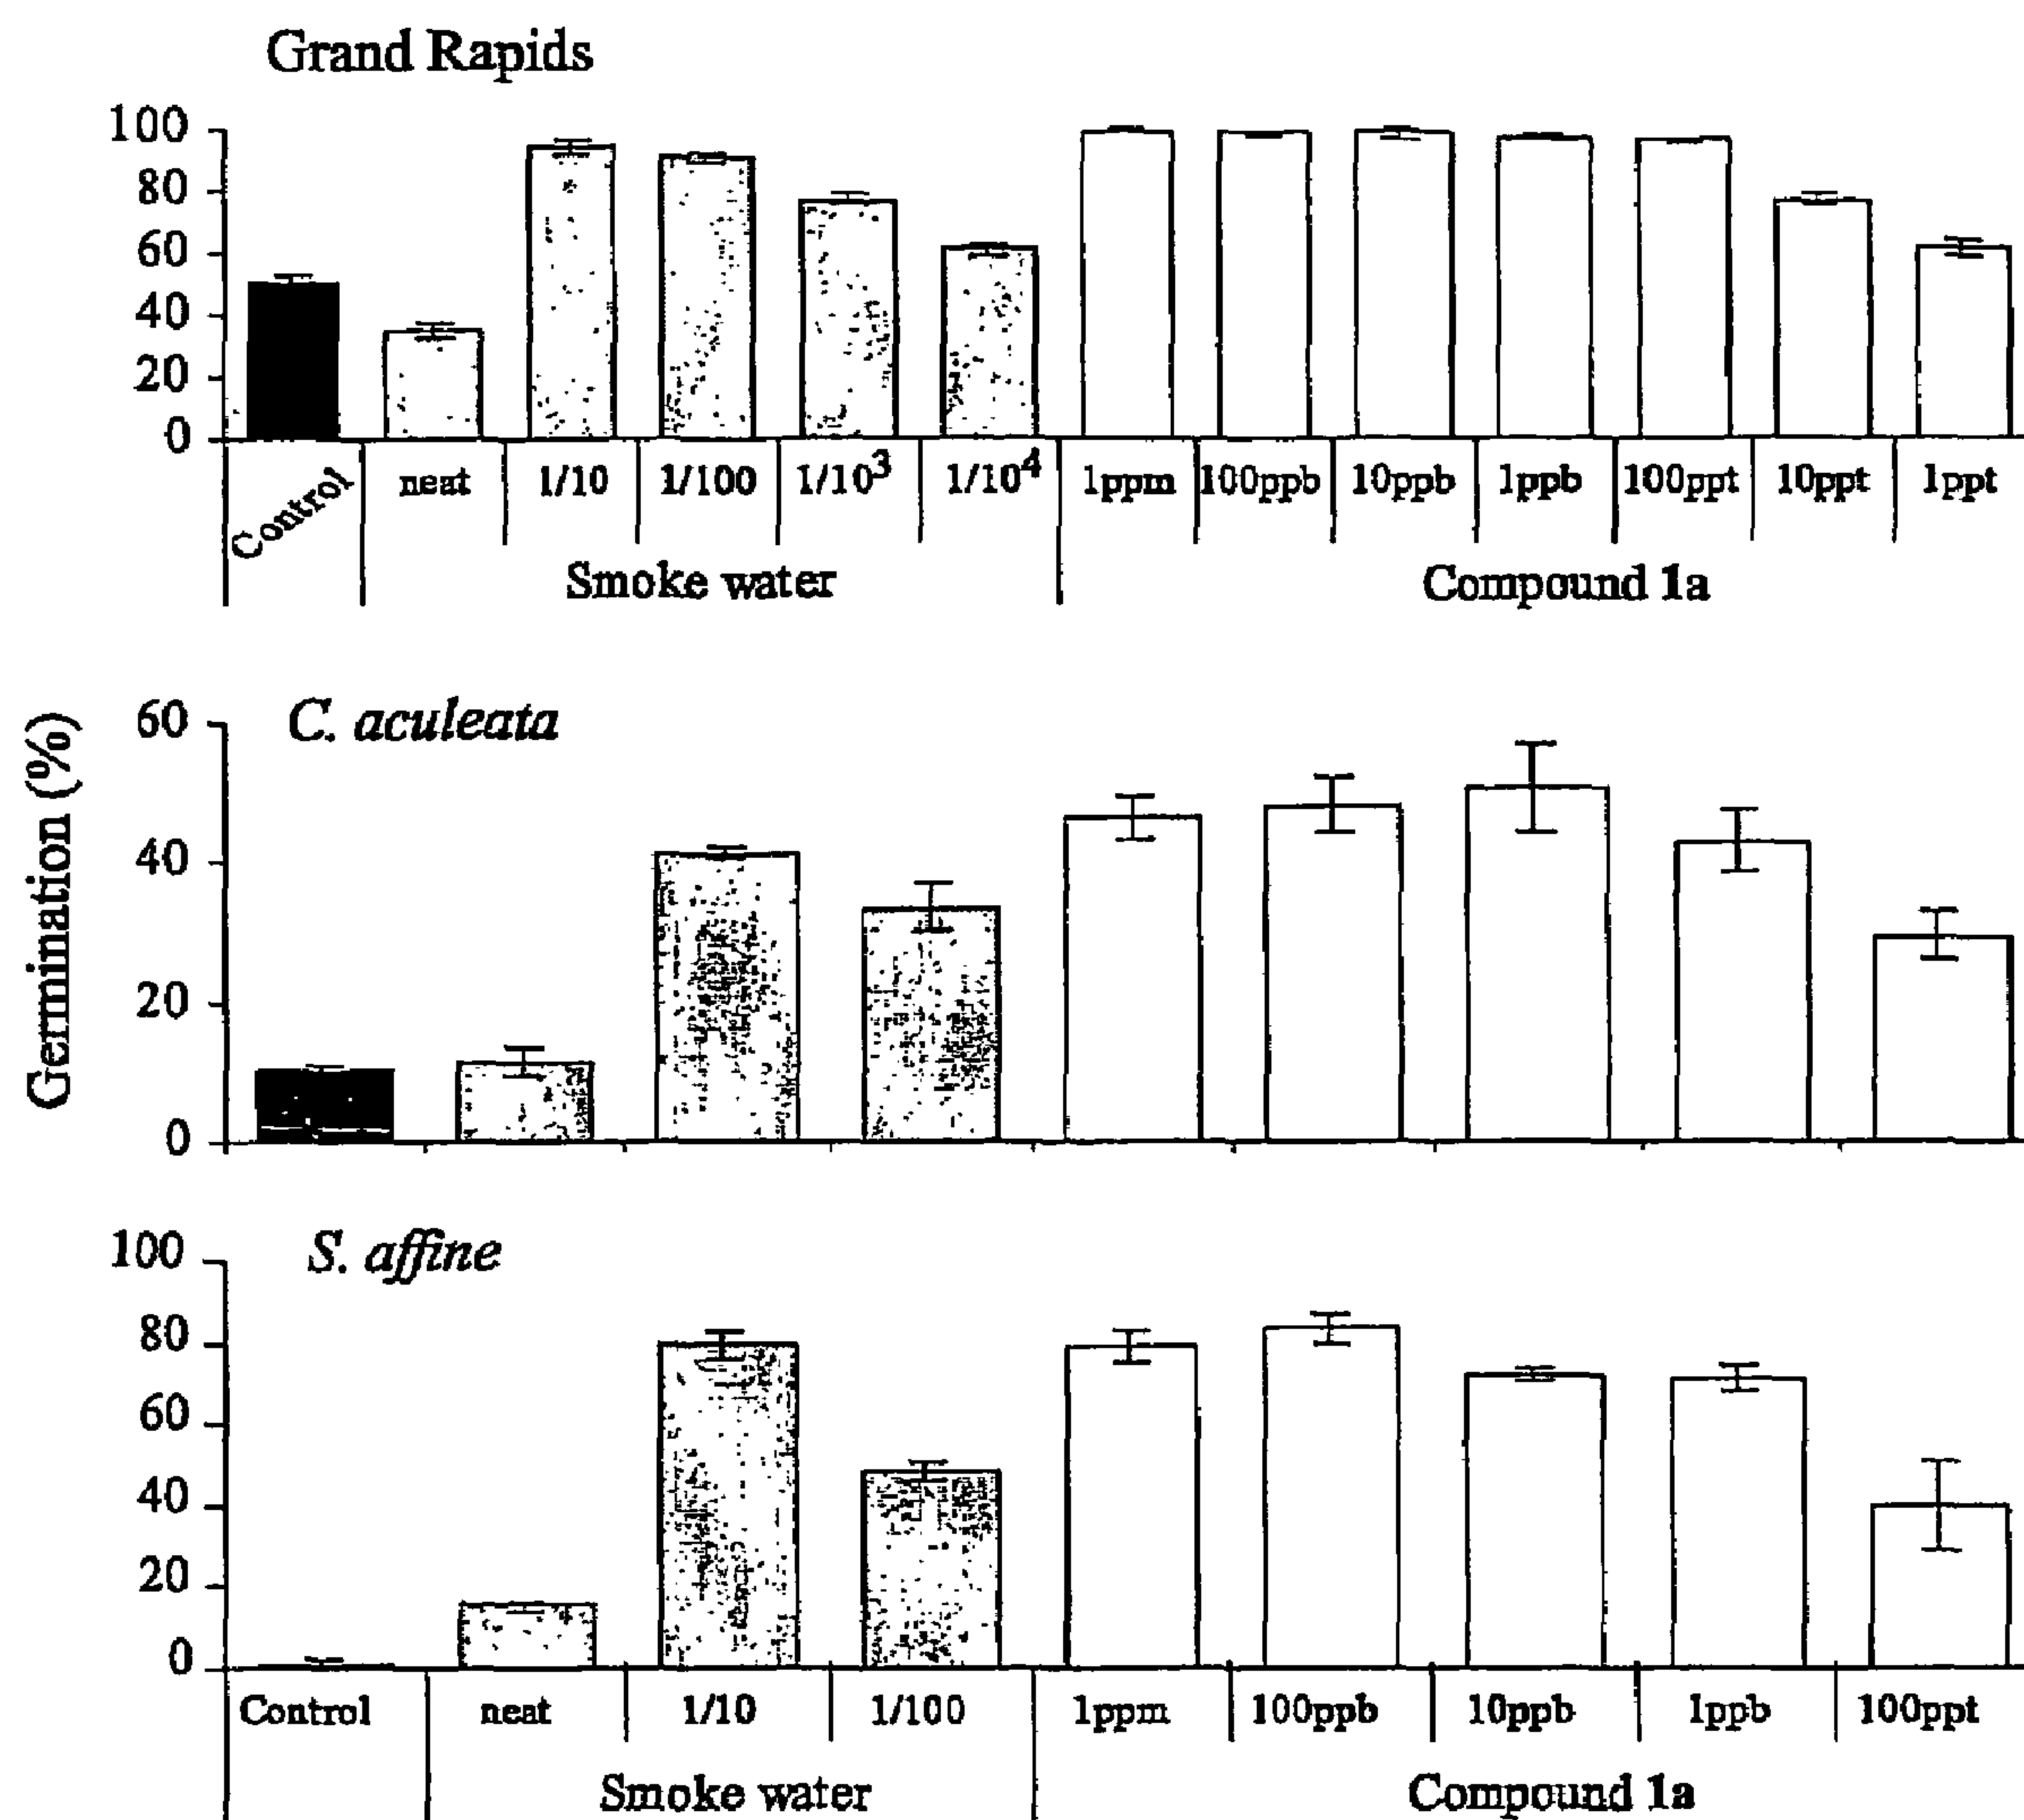 Grand Rapids
100
80
60
40
20
0
Control neat 1/10 1/100 1/10³ 1/10⁴ 1ppm 100ppb 10ppb 1ppb 100ppt 10ppt 1ppt
Smoke water Compound 1a
Germination (%)
C. aculeata
60
40
20
0
S. affine
100
80
60
40
20
0
Control neat 1/10 1/100 1ppm 100ppb 10ppb 1ppb 100ppt
Smoke water Compound 1a